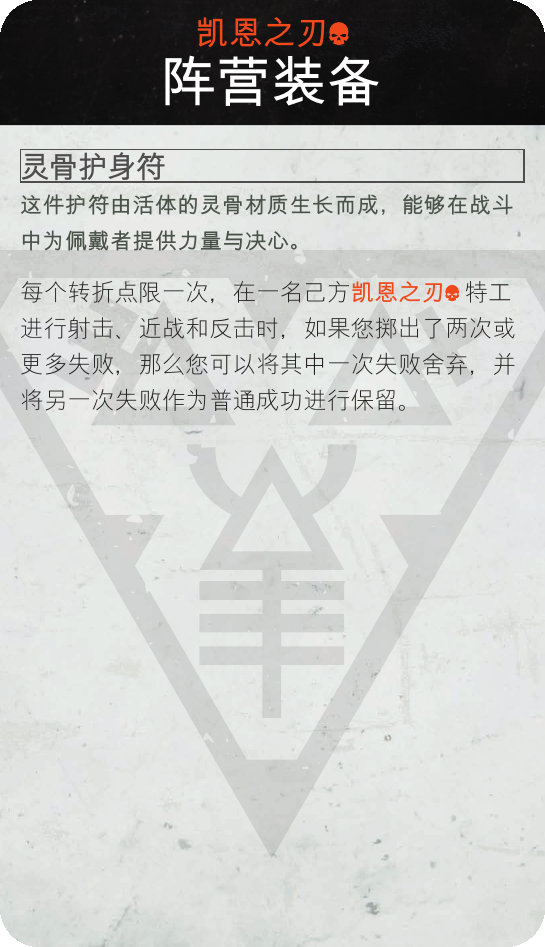 凯恩之刃
阵营装备
灵骨护身符
这件护符由活体的灵骨材质生长而成，能够在战斗
中为佩戴者提供力量与决心。
每个转折点限一次，在一名己方凯恩之刃 特工
进行射击、近战和反击时，如果您掷出了两次或
更多失败，那么您可以将其中一次失败舍弃，并
将另一次失败作为普通成功进行保留。